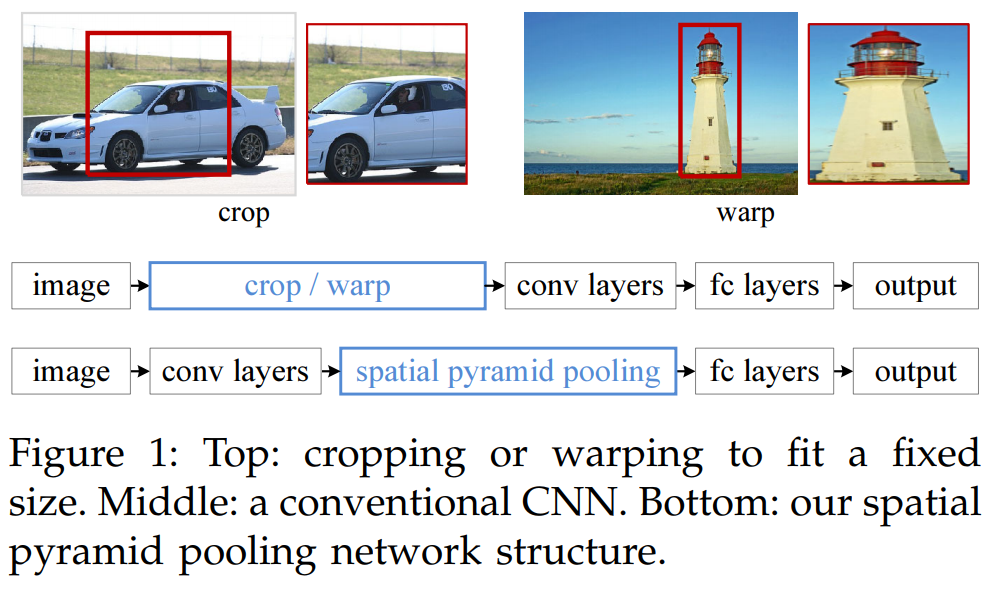 crop
warp
image crop / warp conv layers fc layers output
image conv layers spatial pyramid pooling fc layers output
Figure 1: Top: cropping or warping to fit a fixed
size. Middle: a conventional CNN. Bottom: our spatial
pyramid pooling network structure.